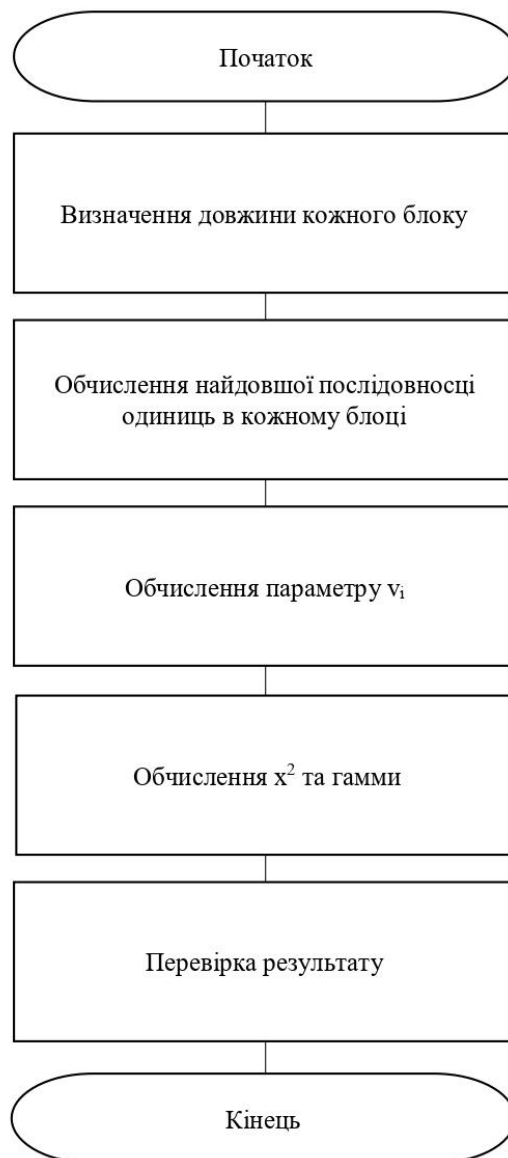 Початок
Визначення довжини кожного блоку
Обчислення найдовшої послідовносці
одиниць в кожному блоці
Обчислення параметру vᵢ
Обчислення x² та гамми
Перевірка результату
Кінець